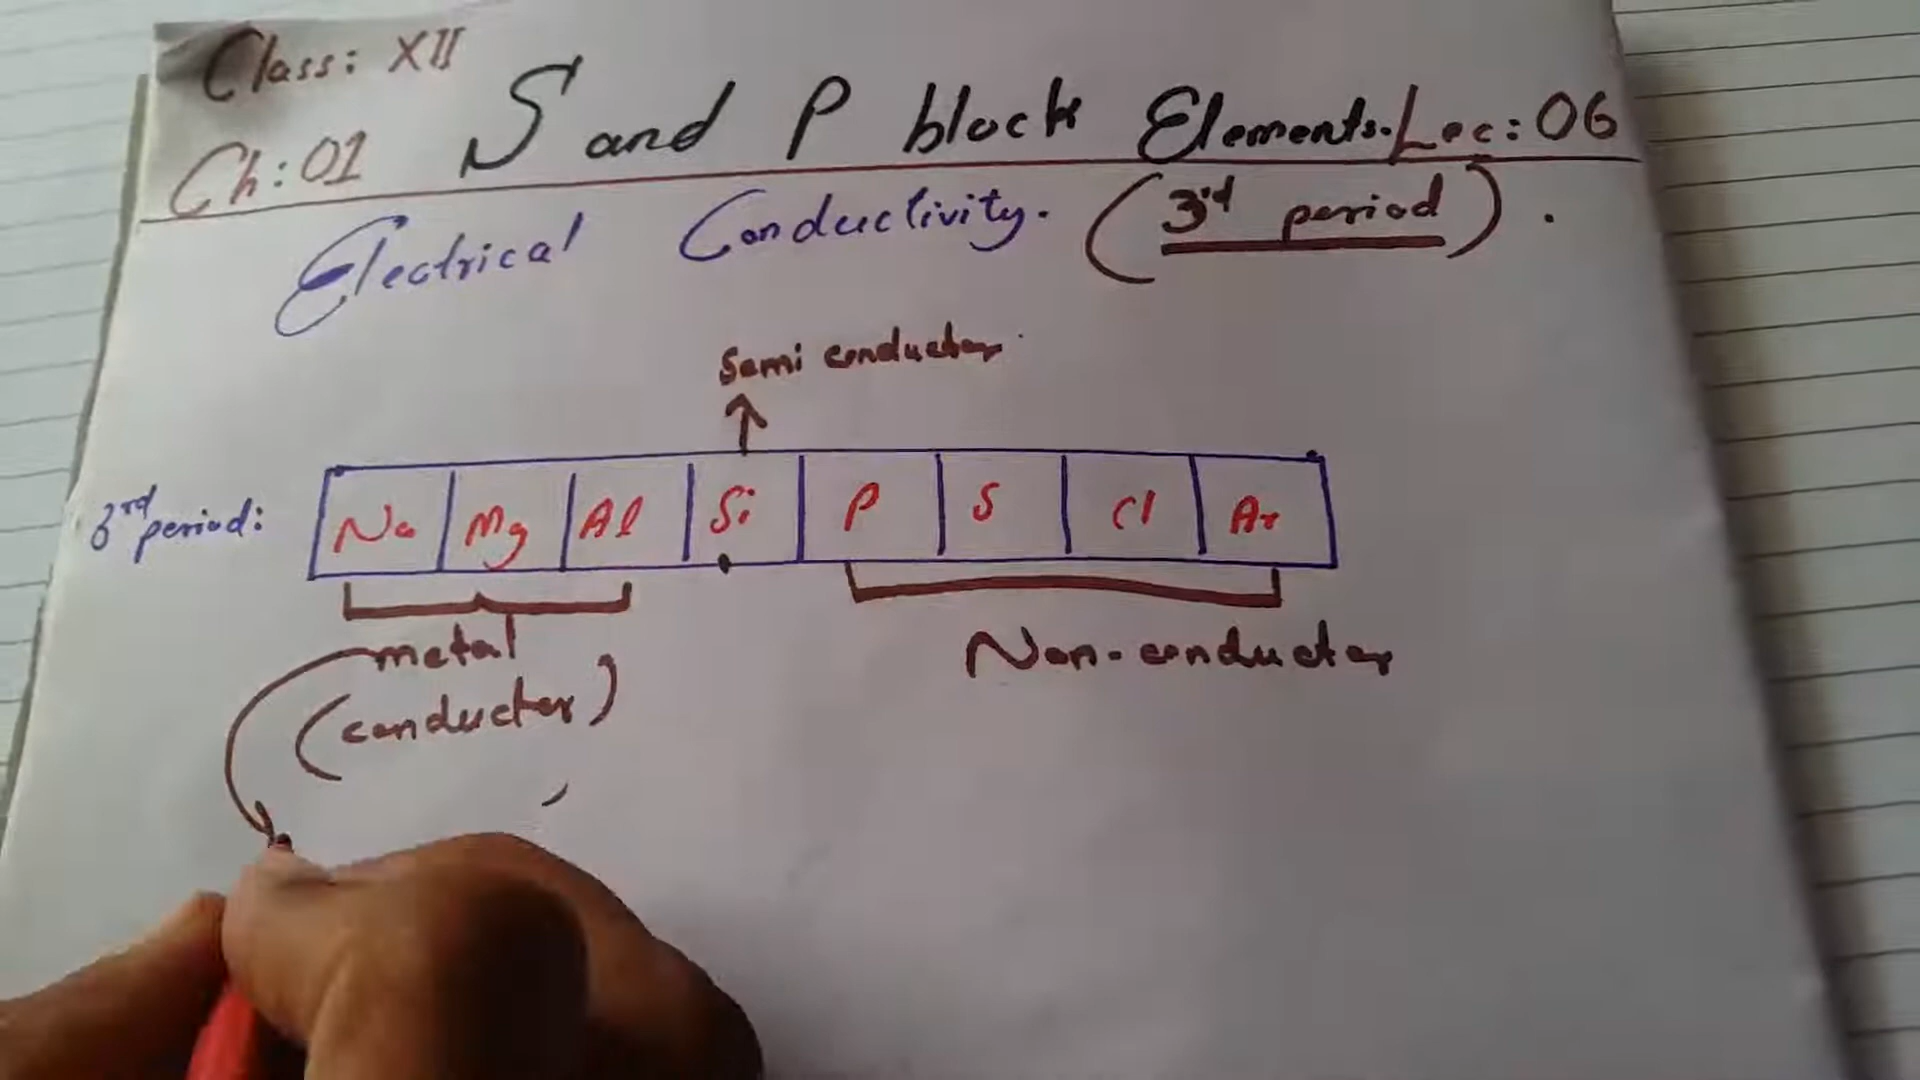 Class: XII
Ch: 01 S and P block Elements. Lec: 06
Electrical Conductivity. (3rd period).
Semi conductor
3rd period: Na Mg Al Si P S Cl Ar
metal
(conductor)
Non-conductor